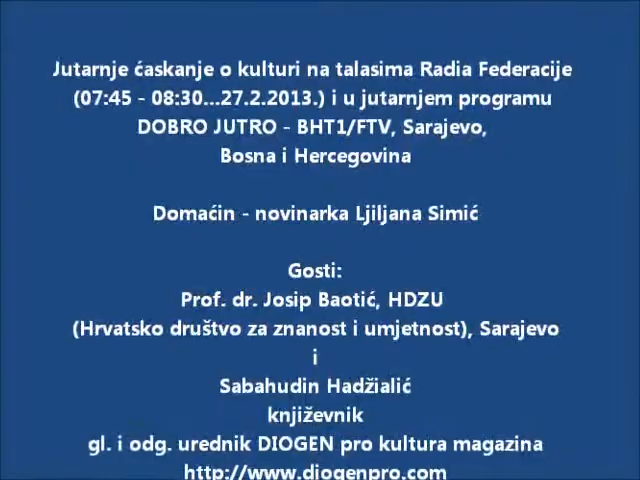 Jutarnje ćaskanje o kulturi na talasima Radia Federacije
(07:45 - 08:30...27.2.2013.) i u jutarnjem programu
DOBRO JUTRO - BHT1/FTV, Sarajevo,
Bosna i Hercegovina
Domaćin - novinarka Ljiljana Simić
Gosti:
Prof. dr. Josip Baotić, HDZU
(Hrvatsko društvo za znanost i umjetnost), Sarajevo
i
Sabahudin Hadžialić
književnik
gl. i odg. urednik DIOGEN pro kultura magazina
http://www.diogenpro.com